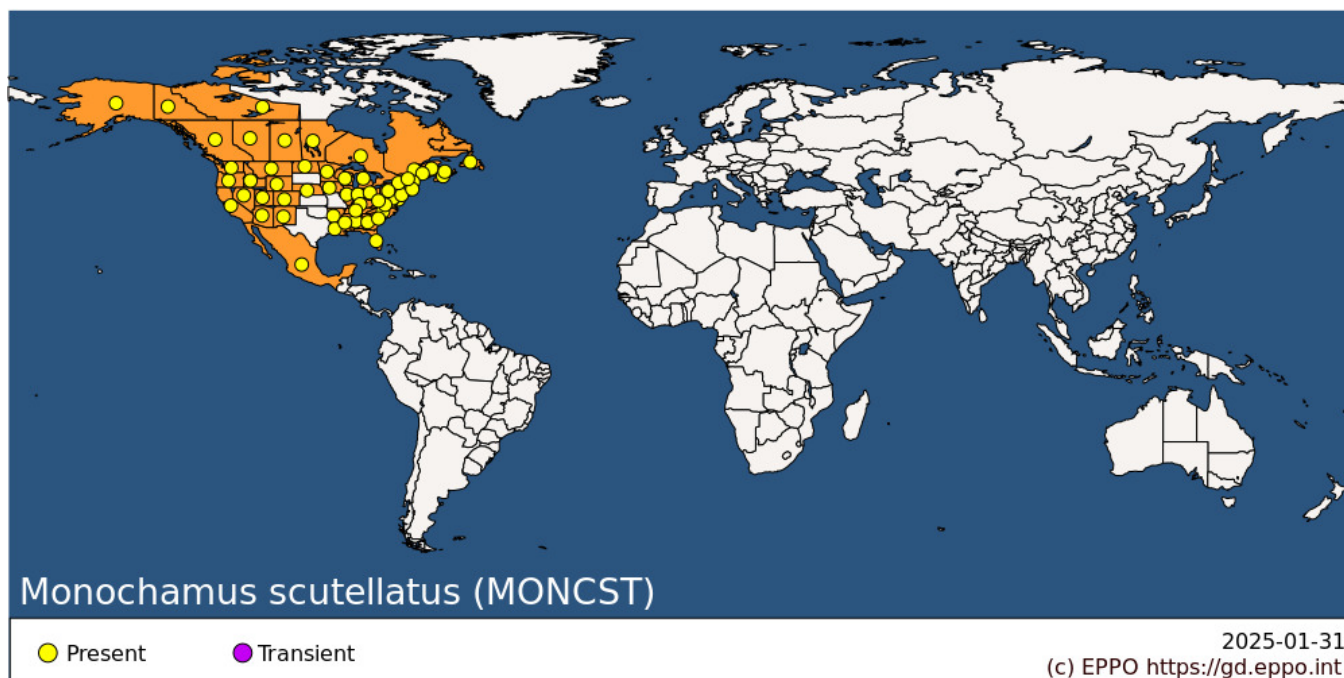 Monochamus scutellatus (MONCST)
Present
Transient
2025-01-31
(c) EPPO https://gd.eppo.int